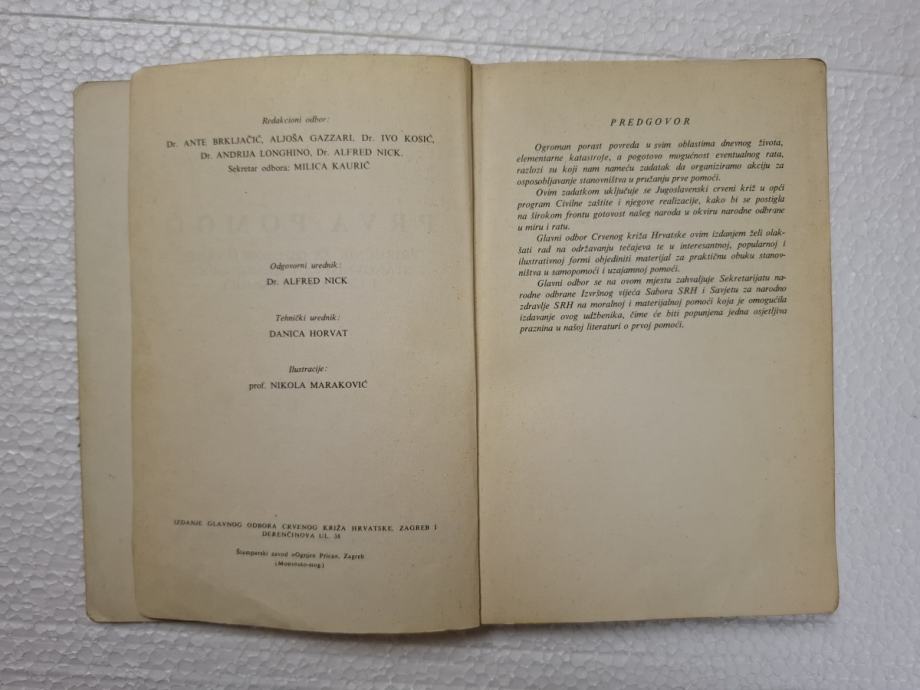 Redakcioni odbor:
Dr. ANTE BRKLJAČIĆ, ALJOŠA GAZZARI, Dr. IVO KOSIĆ,
Dr. ANDRIJA LONGHINO, Dr. ALFRED NICK,
Sekretar odbora: MILICA KAURIĆ
Odgovorni urednik:
Dr. ALFRED NICK
Tehnički urednik:
DANICA HORVAT
Ilustracije:
prof. NIKOLA MARAKOVIĆ
IZDANJE GLAVNOG ODBORA CRVENOG KRIŽA HRVATSKE, ZAGREB I
DERENČINOVA UL. 38
Štamparski zavod »Ognjen Prica«, Zagreb
PREDGOVOR
Ogroman porast povreda u svim oblastima dnevnog života,
elementarne katastrofe, a pogotovo mogućnost eventualnog rata,
razlozi su koji nam nameću zadatak da organiziramo akciju za
osposobljavanje stanovništva u pružanju prve pomoći.
Ovim zadatkom uključuje se Jugoslavenski crveni križ u opći
program Civilne zaštite i njegove realizacije, kako bi se postigla
na širokom frontu gotovost našeg naroda u okviru narodne odbrane
u miru i ratu.
Glavni odbor Crvenog križa Hrvatske ovim izdanjem želi olak-
šati rad na održavanju tečajeva te u interesantnoj, popularnoj i
ilustrativnoj formi objediniti materijal za praktičnu obuku stanov-
ništva u samopomoći i uzajamnoj pomoći.
Glavni odbor se na ovom mjestu zahvaljuje Sekretarijatu na-
rodne odbrane Izvršnog vijeća Sabora SRH i Savjetu za narodno
zdravlje SRH na moralnoj i materijalnoj pomoći koja je omogućila
izdavanje ovog udžbenika, čime će biti popunjena jedna osjetljiva
praznina u našoj literaturi o prvoj pomoći.